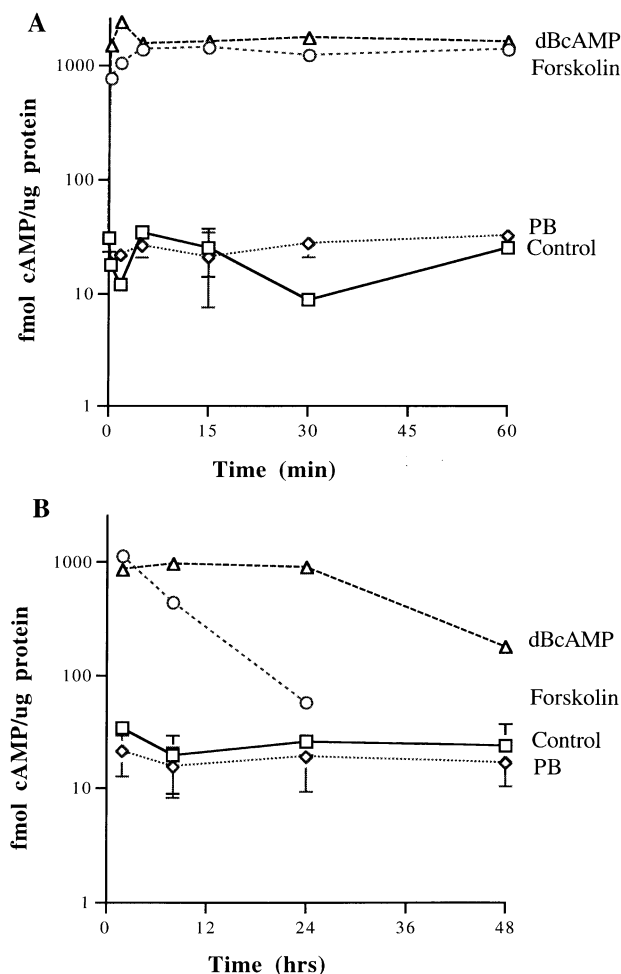 A
fmol cAMP/ug protein
1000
100
10
1
0
15
30
45
60
Time (min)
dBcAMP
Forskolin
PB
Control
B
fmol cAMP/ug protein
1000
100
10
1
0
12
24
36
48
Time (hrs)
dBcAMP
Forskolin
Control
PB